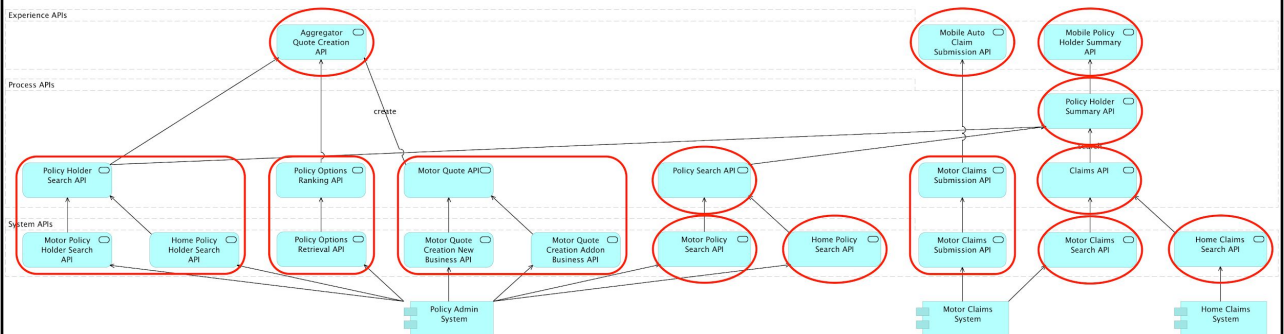 Experience APIs
Aggregator
Quote Creation
API
Mobile Auto
Claim
Submission API
Mobile Policy
Holder Summary
API
Process APIs
create
Policy Holder
Summary API
search
Policy Holder
Search API
Policy Options
Ranking API
Motor Quote API
Policy Search API
Motor Claims
Submission API
Claims API
System APIs
Motor Policy
Holder Search
API
Home Policy
Holder Search
API
Policy Options
Retrieval API
Motor Quote
Creation New
Business API
Motor Quote
Creation Addon
Business API
Motor Policy
Search API
Home Policy
Search API
Motor Claims
Submission API
Motor Claims
Search API
Home Claims
Search API
Policy Admin
System
Motor Claims
System
Home Claims
System